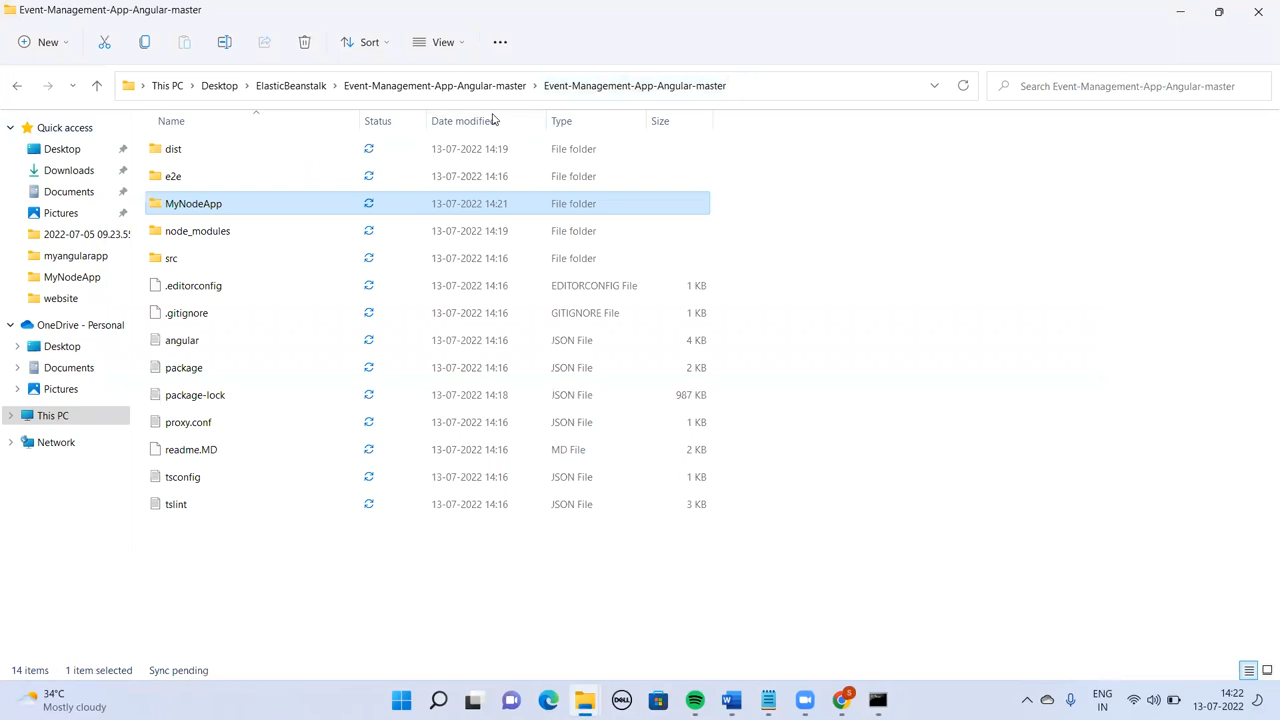 Event-Management-App-Angular-master
New Sort View
This PC Desktop ElasticBeanstalk Event-Management-App-Angular-master Event-Management-App-Angular-master Search Event-Management-App-Angular-master
Name Status Date modified Type Size
Quick access
Desktop
Downloads
Documents
Pictures
2022-07-05 09.23.5
myangularapp
MyNodeApp
website
OneDrive - Personal
Desktop
Documents
Pictures
This PC
Network
dist 13-07-2022 14:19 File folder
e2e 13-07-2022 14:16 File folder
MyNodeApp 13-07-2022 14:21 File folder
node_modules 13-07-2022 14:19 File folder
src 13-07-2022 14:16 File folder
.editorconfig 13-07-2022 14:16 EDITORCONFIG File 1 KB
.gitignore 13-07-2022 14:16 GITIGNORE File 1 KB
angular 13-07-2022 14:16 JSON File 4 KB
package 13-07-2022 14:16 JSON File 2 KB
package-lock 13-07-2022 14:18 JSON File 987 KB
proxy.conf 13-07-2022 14:16 JSON File 1 KB
readme.MD 13-07-2022 14:16 MD File 2 KB
tsconfig 13-07-2022 14:16 JSON File 1 KB
tslint 13-07-2022 14:16 JSON File 3 KB
14 items 1 item selected Sync pending
34°C
Mostly cloudy
DELL
W
S
ENG
IN
14:22
13-07-2022